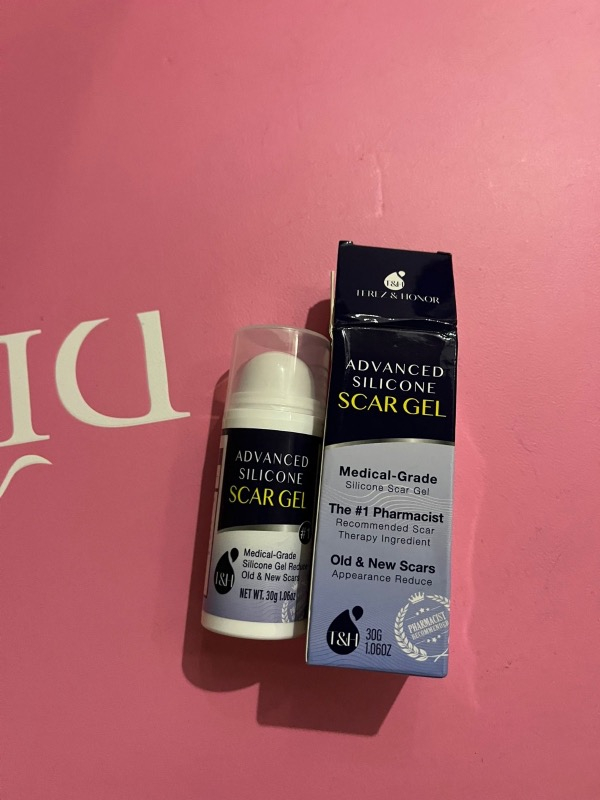 T&H
TEREZ & HONOR
ADVANCED
SILICONE
SCAR GEL
Medical-Grade
Silicone Scar Gel
The #1 Pharmacist
Recommended Scar
Therapy Ingredient
Old & New Scars
Appearance Reduce
T&H
30G
1.06OZ
PHARMACIST
RECOMMENDED
ADVANCED
SILICONE
SCAR GEL
#1
Medical-Grade
Silicone Gel Reduce
Old & New Scars
T&H
NET WT. 30g 1.06oz